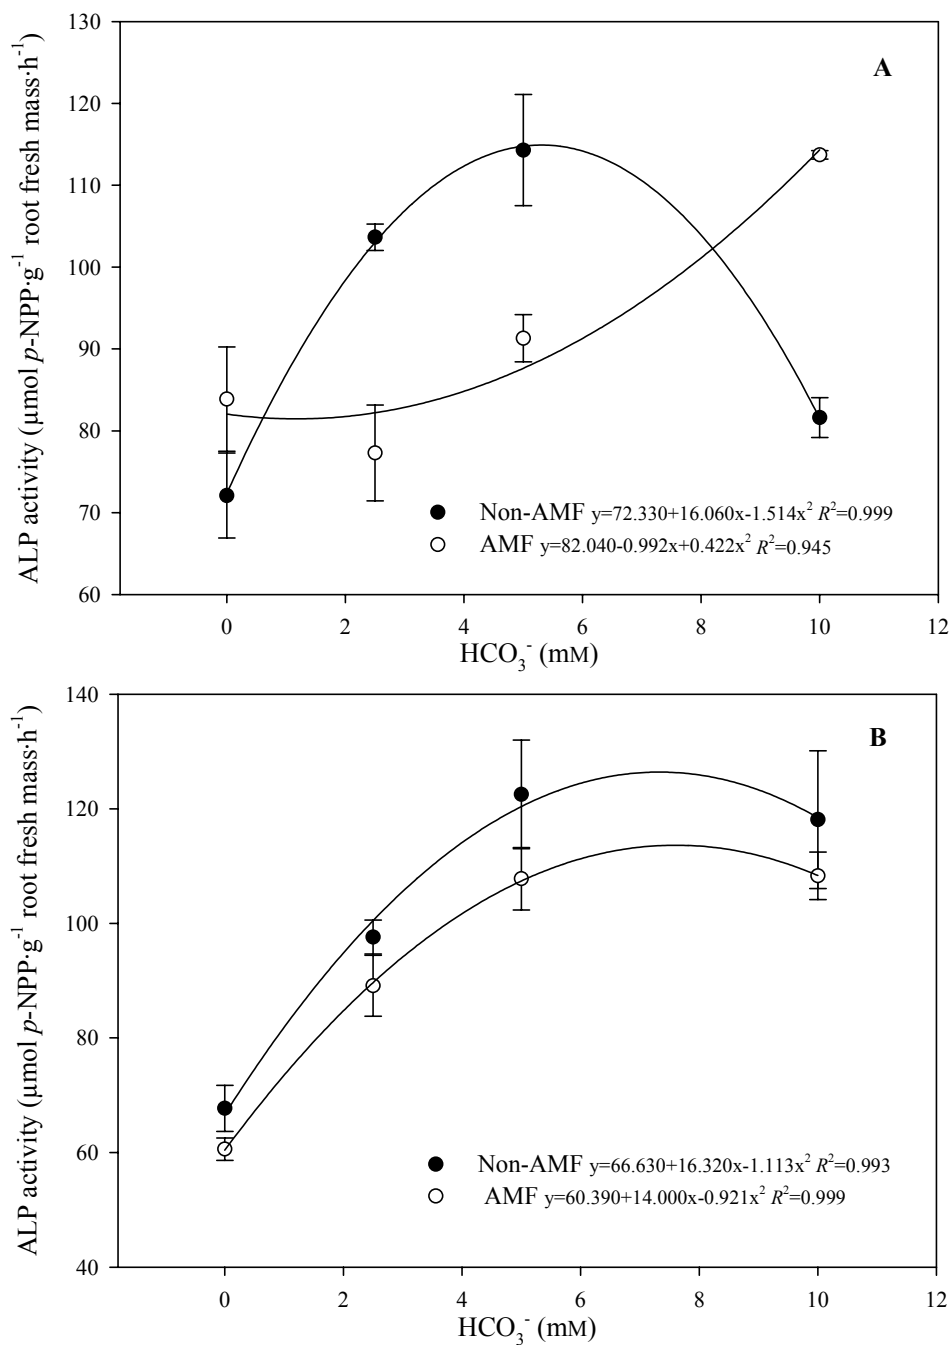 130
A
120
110
100
90
80
70
60
ALP activity (µmol p-NPP·g⁻¹ root fresh mass·h⁻¹)
Non-AMF y=72.330+16.060x-1.514x² R²=0.999
AMF y=82.040-0.992x+0.422x² R²=0.945
0 2 4 6 8 10 12
HCO₃⁻ (mM)
140
B
120
100
80
60
40
ALP activity (µmol p-NPP·g⁻¹ root fresh mass·h⁻¹)
Non-AMF y=66.630+16.320x-1.113x² R²=0.993
AMF y=60.390+14.000x-0.921x² R²=0.999
0 2 4 6 8 10 12
HCO₃⁻ (mM)